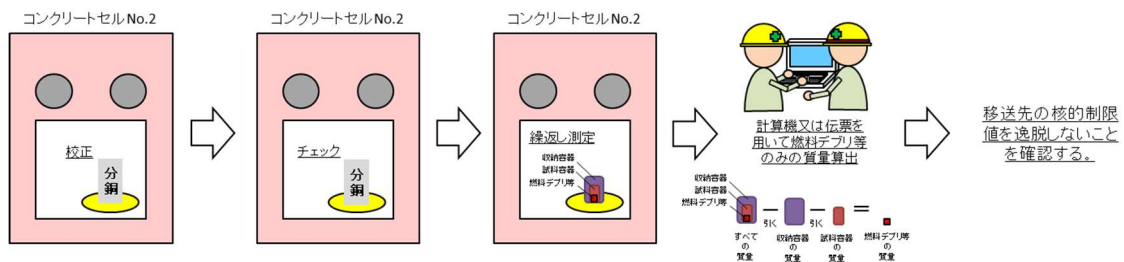 コンクリートセルNo.2
校正
分
銅
コンクリートセルNo.2
チェック
分
銅
コンクリートセルNo.2
繰返し測定
収納容器
試料容器
燃料デブリ等
計算機又は伝票を
用いて燃料デブリ等
のみの質量算出
収納容器
試料容器
燃料デブリ等
引く
引く
=
すべて
の
質量
収納容器
の
質量
試料容器
の
質量
燃料デブリ等
の
質量
移送先の核的制限
値を逸脱しないこと
を確認する。